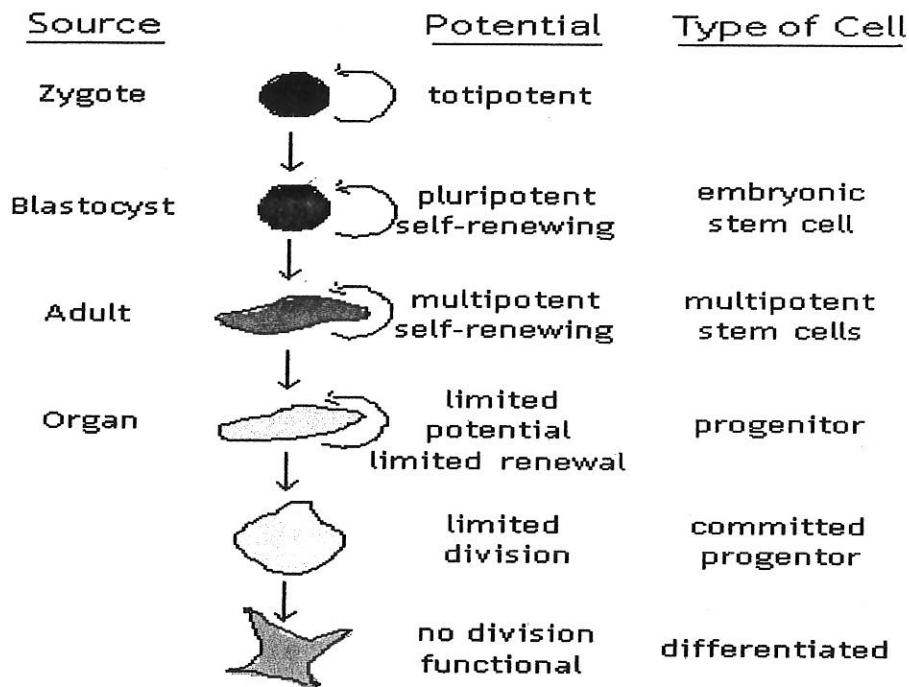 Source Potential Type of Cell
Zygote totipotent
Blastocyst pluripotent self-renewing embryonic stem cell
Adult multipotent self-renewing multipotent stem cells
Organ limited potential limited renewal progenitor
limited division committed progentor
no division functional differentiated